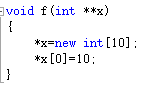 void f(int **x)
{
*x=new int[10];
*x[0]=10;
}